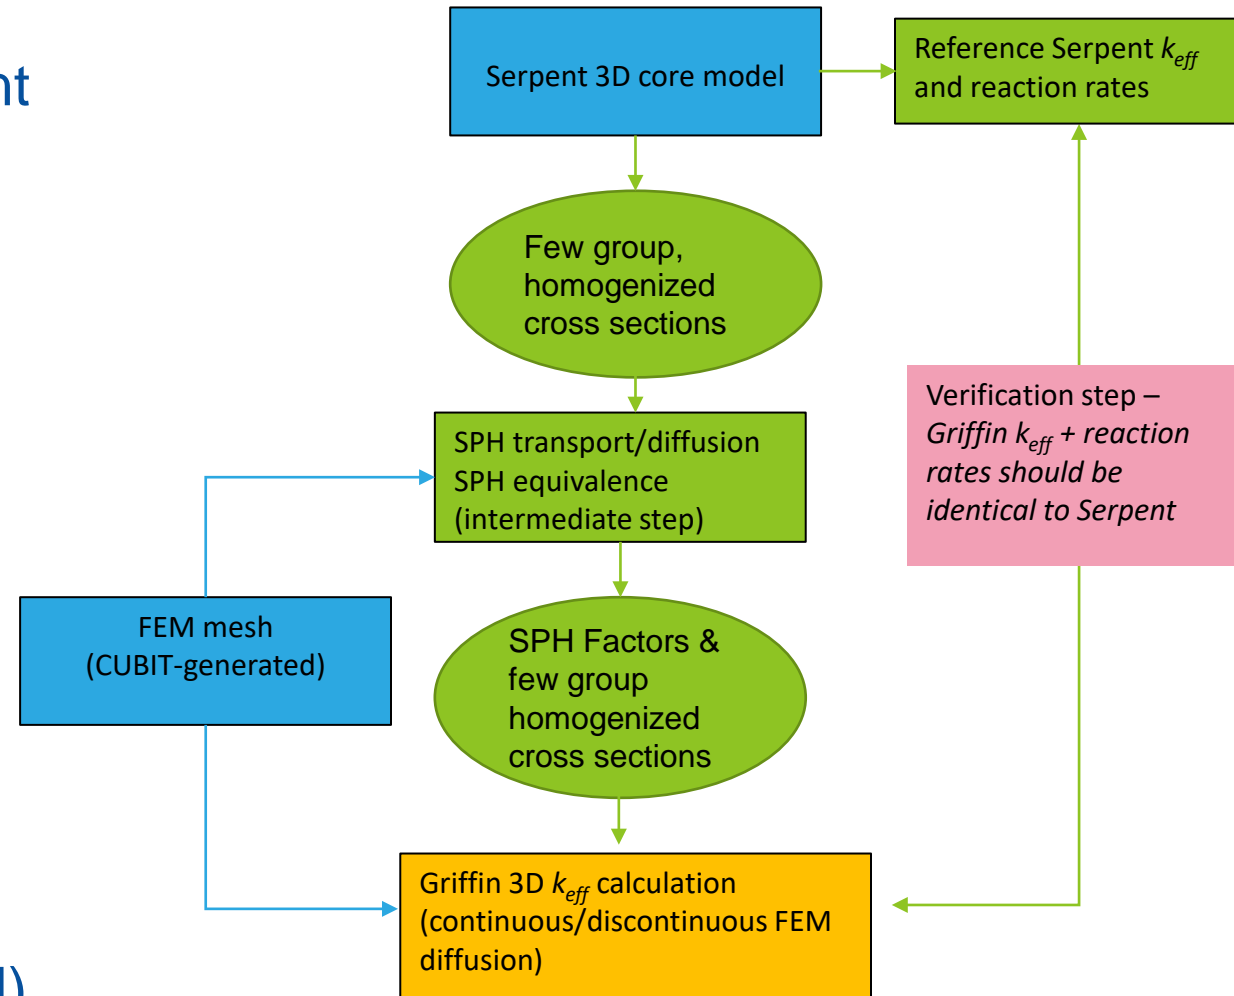 nt
Serpent 3D core model
Reference Serpent keff
and reaction rates
Few group,
homogenized
cross sections
SPH transport/diffusion
SPH equivalence
(intermediate step)
Verification step –
Griffin keff + reaction
rates should be
identical to Serpent
FEM mesh
(CUBIT-generated)
SPH Factors &
few group
homogenized
cross sections
Griffin 3D keff calculation
(continuous/discontinuous FEM
diffusion)